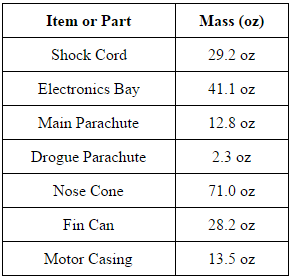 Item or Part Mass (oz)
Shock Cord 29.2 oz
Electronics Bay 41.1 oz
Main Parachute 12.8 oz
Drogue Parachute 2.3 oz
Nose Cone 71.0 oz
Fin Can 28.2 oz
Motor Casing 13.5 oz